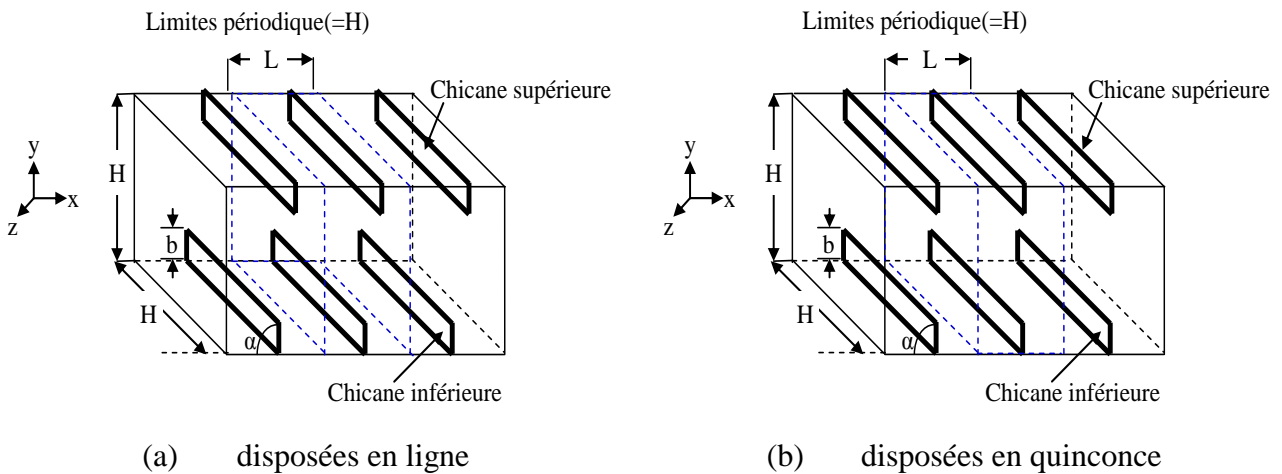 Limites périodique(=H)
L
Chicane supérieure
y
H
x
z
b
H
α
Chicane inférieure
(a) disposées en ligne
Limites périodique(=H)
L
Chicane supérieure
y
H
x
z
b
H
α
Chicane inférieure
(b) disposées en quinconce